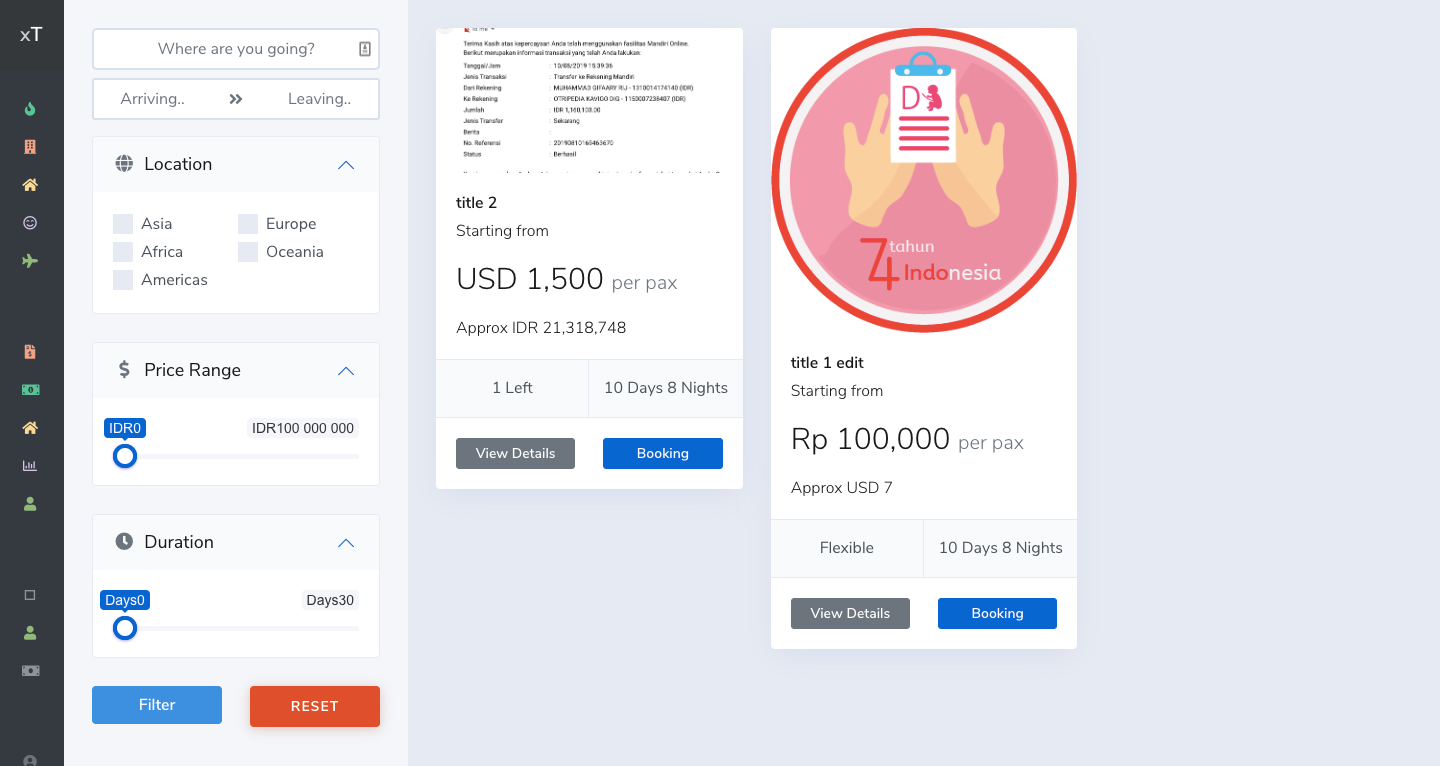 xT
Where are you going?
Arriving..
Leaving..
Location
Asia
Europe
Africa
Oceania
Americas
Price Range
IDR0
IDR100 000 000
Duration
Days0
Days30
Filter
RESET
Terima Kasih atas kepercayaan Anda telah menggunakan fasilitas Mandiri Online.
Berikut merupakan informasi transaksi yang telah Anda lakukan:
Tanggal/Jam : 10/08/2019 15:39:36
Jenis Transaksi : Transfer ke Rekening Mandiri
Dari Rekening : MUHAMMAD GIFAARY RIJ - 1310014174140 (IDR)
Ke Rekening : OTRIPEDIA KAVIGO DIG - 1150007236407 (IDR)
Jumlah : IDR 1,160,103.00
Jenis Transfer : Sekarang
Berita :
No. Referensi : 20190810163463670
Status : Berhasil
title 2
Starting from
USD 1,500 per pax
Approx IDR 21,318,748
1 Left
10 Days 8 Nights
View Details
Booking
D
74 tahun
Indonesia
title 1 edit
Starting from
Rp 100,000 per pax
Approx USD 7
Flexible
10 Days 8 Nights
View Details
Booking